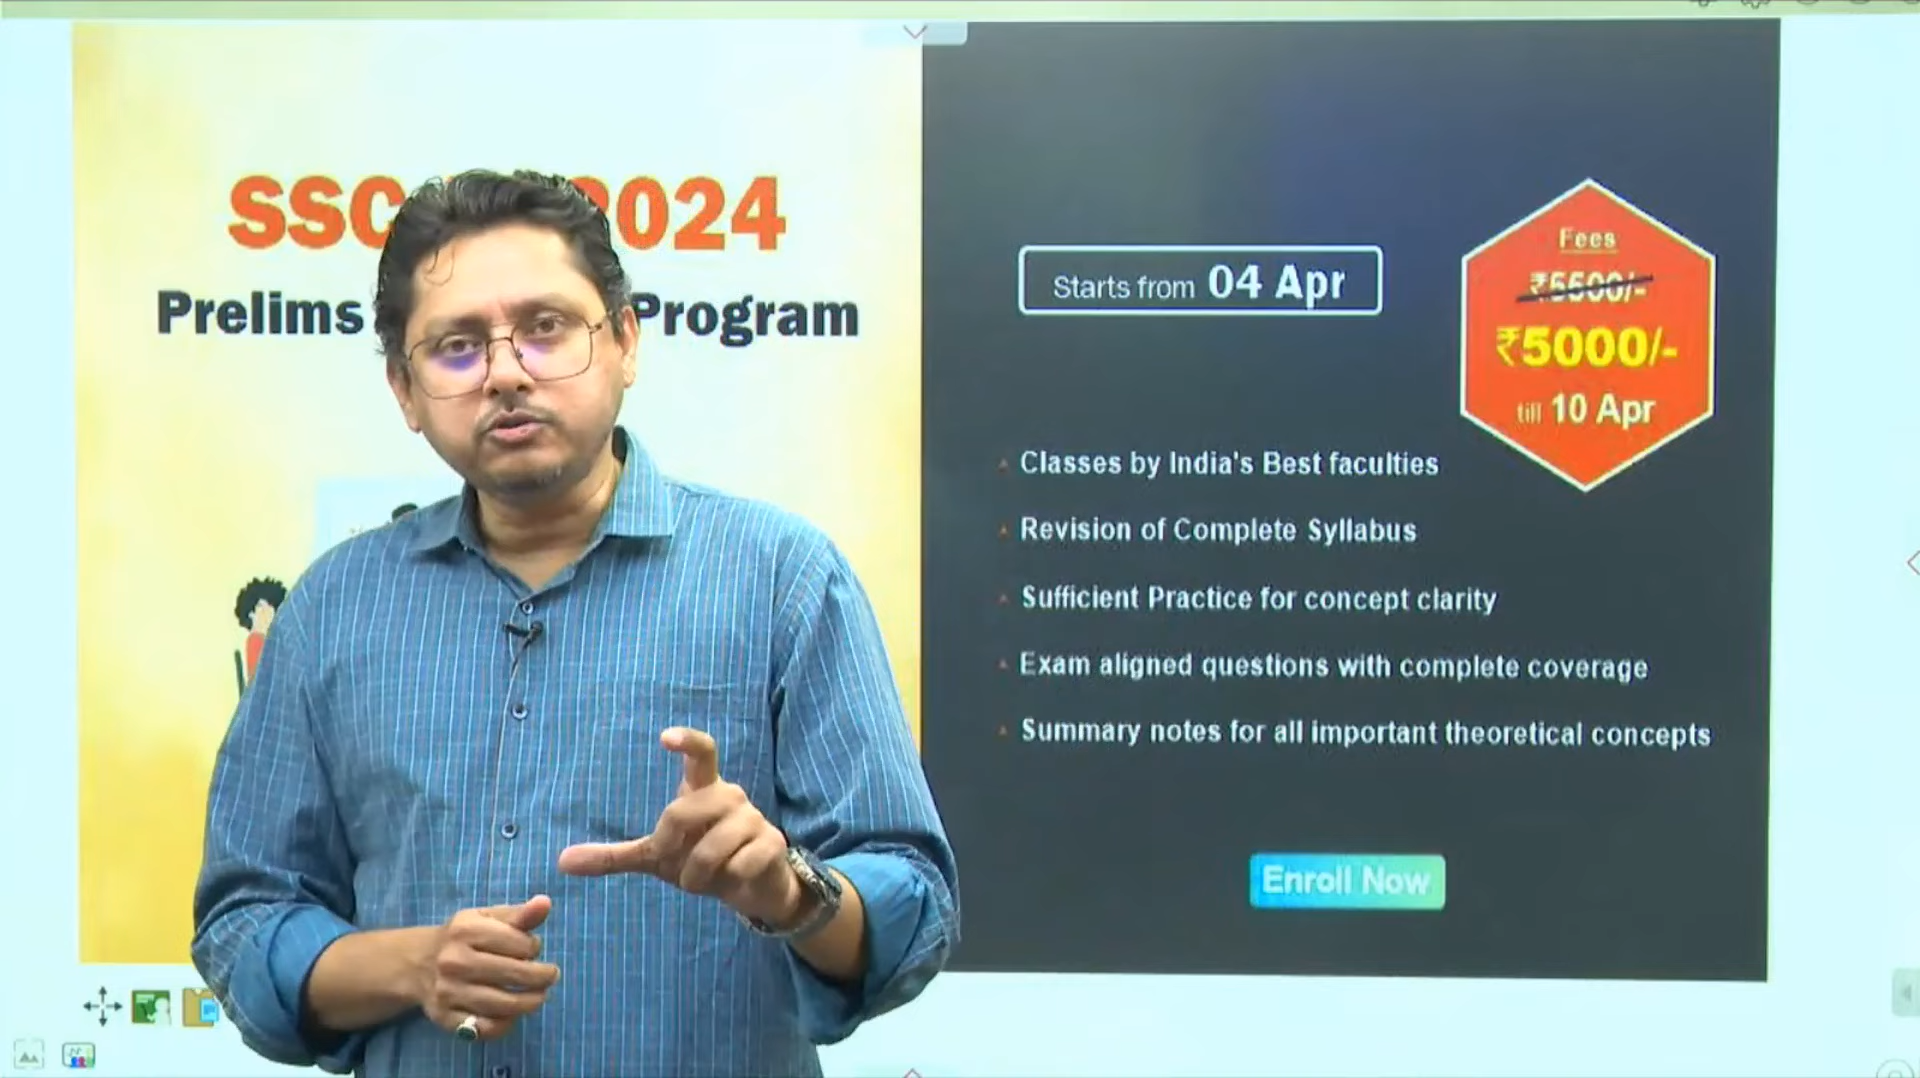 SSC 2024
Prelims Program
Starts from 04 Apr
Fees
₹5500/-
₹5000/-
till 10 Apr
Classes by India's Best faculties
Revision of Complete Syllabus
Sufficient Practice for concept clarity
Exam aligned questions with complete coverage
Summary notes for all important theoretical concepts
Enroll Now